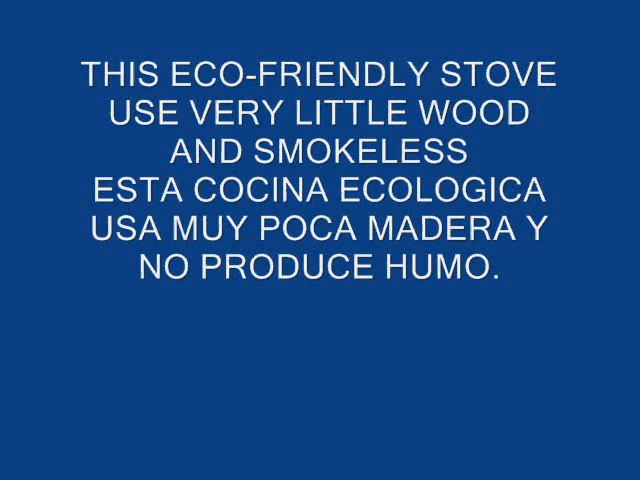 THIS ECO-FRIENDLY STOVE
USE VERY LITTLE WOOD
AND SMOKELESS
ESTA COCINA ECOLOGICA
USA MUY POCA MADERA Y
NO PRODUCE HUMO.